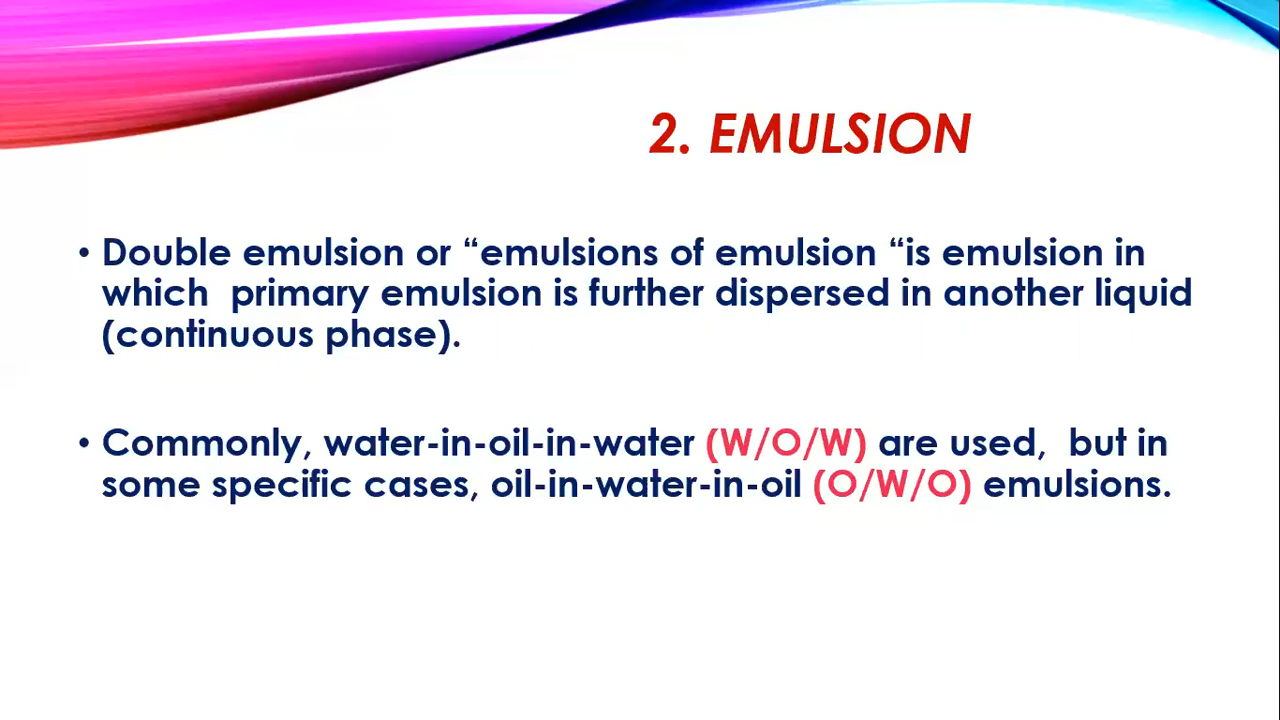 2. EMULSION
• Double emulsion or “emulsions of emulsion “is emulsion in
which  primary emulsion is further dispersed in another liquid
(continuous phase).
• Commonly, water-in-oil-in-water (W/O/W) are used,  but in
some specific cases, oil-in-water-in-oil (O/W/O) emulsions.